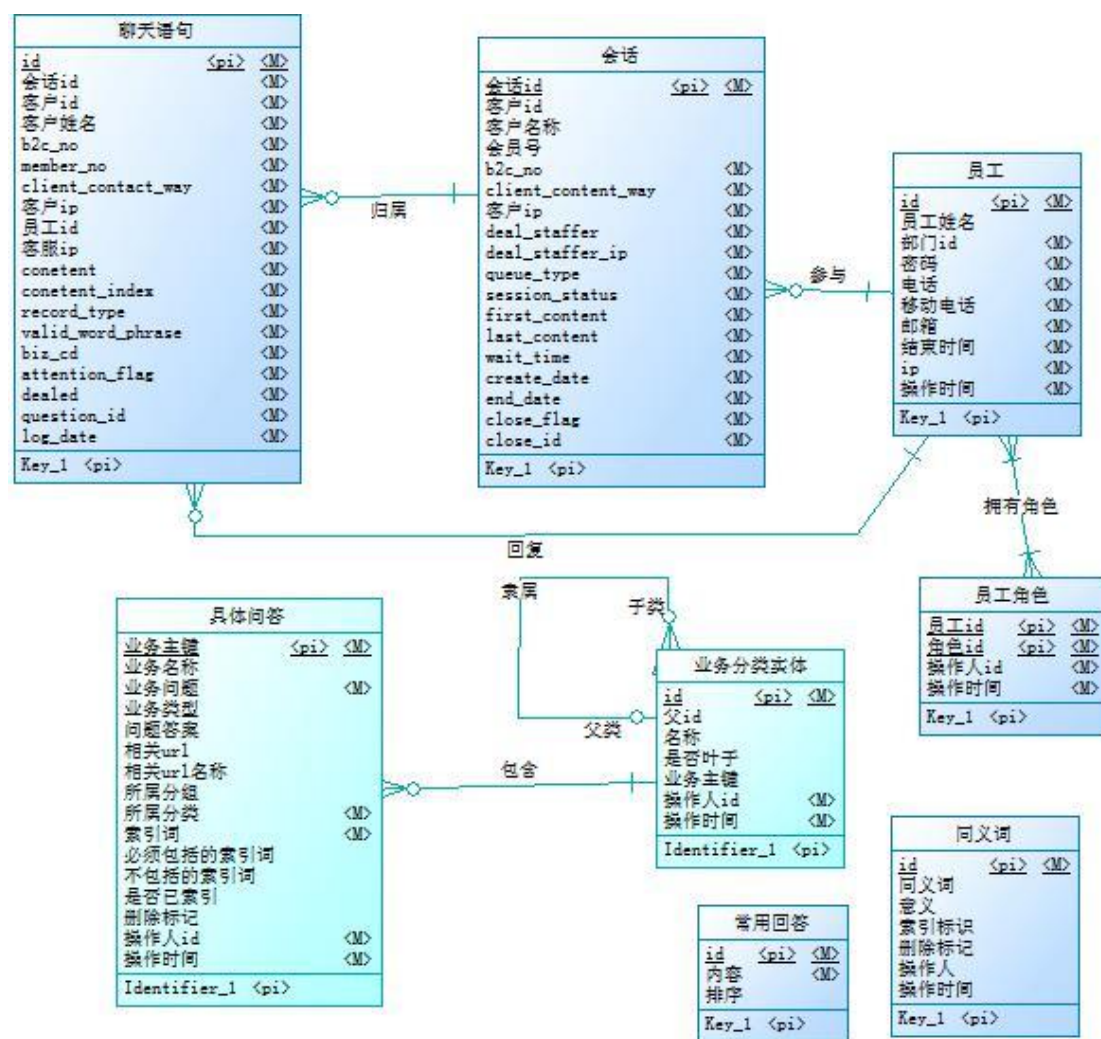 聊天语句
id <pi> <M>
会话id <M>
客户id <M>
客户姓名 <M>
b2c_no <M>
member_no <M>
client_contact_way <M>
客户ip <M>
员工id <M>
客服ip <M>
conetent <M>
conetent_index <M>
record_type <M>
valid_word_phrase <M>
biz_cd <M>
attention_flag <M>
dealed <M>
question_id <M>
log_date <M>
Key_1 <pi>
归属
会话
会话id <pi> <M>
客户id
客户名称
会员号
b2c_no <M>
client_content_way <M>
客户ip <M>
deal_staffer <M>
deal_staffer_ip <M>
queue_type <M>
session_status <M>
first_content <M>
last_content <M>
wait_time <M>
create_date <M>
end_date <M>
close_flag <M>
close_id <M>
Key_1 <pi>
参与
员工
id <pi> <M>
员工姓名
部门id <M>
密码 <M>
电话 <M>
移动电话 <M>
邮箱 <M>
结束时间 <M>
ip <M>
操作时间 <M>
Key_1 <pi>
拥有角色
回复
隶属
子类
父类
包含
具体问答
业务主键 <pi> <M>
业务名称
业务问题 <M>
业务类型
问题答案
相关url
相关url名称
所属分组
所属分类 <M>
索引词 <M>
必须包括的索引词
不包括的索引词
是否已索引
删除标记
操作人id <M>
操作时间 <M>
Identifier_1 <pi>
业务分类实体
id <pi> <M>
父id
名称
是否叶子
业务主键
操作人id <M>
操作时间 <M>
Identifier_1 <pi>
员工角色
员工id <pi> <M>
角色id <pi> <M>
操作人id <M>
操作时间 <M>
Key_1 <pi>
常用回答
id <pi> <M>
内容 <M>
排序
Key_1 <pi>
同义词
id <pi> <M>
同义词
意义
索引标识
删除标记
操作人
操作时间
Key_1 <pi>